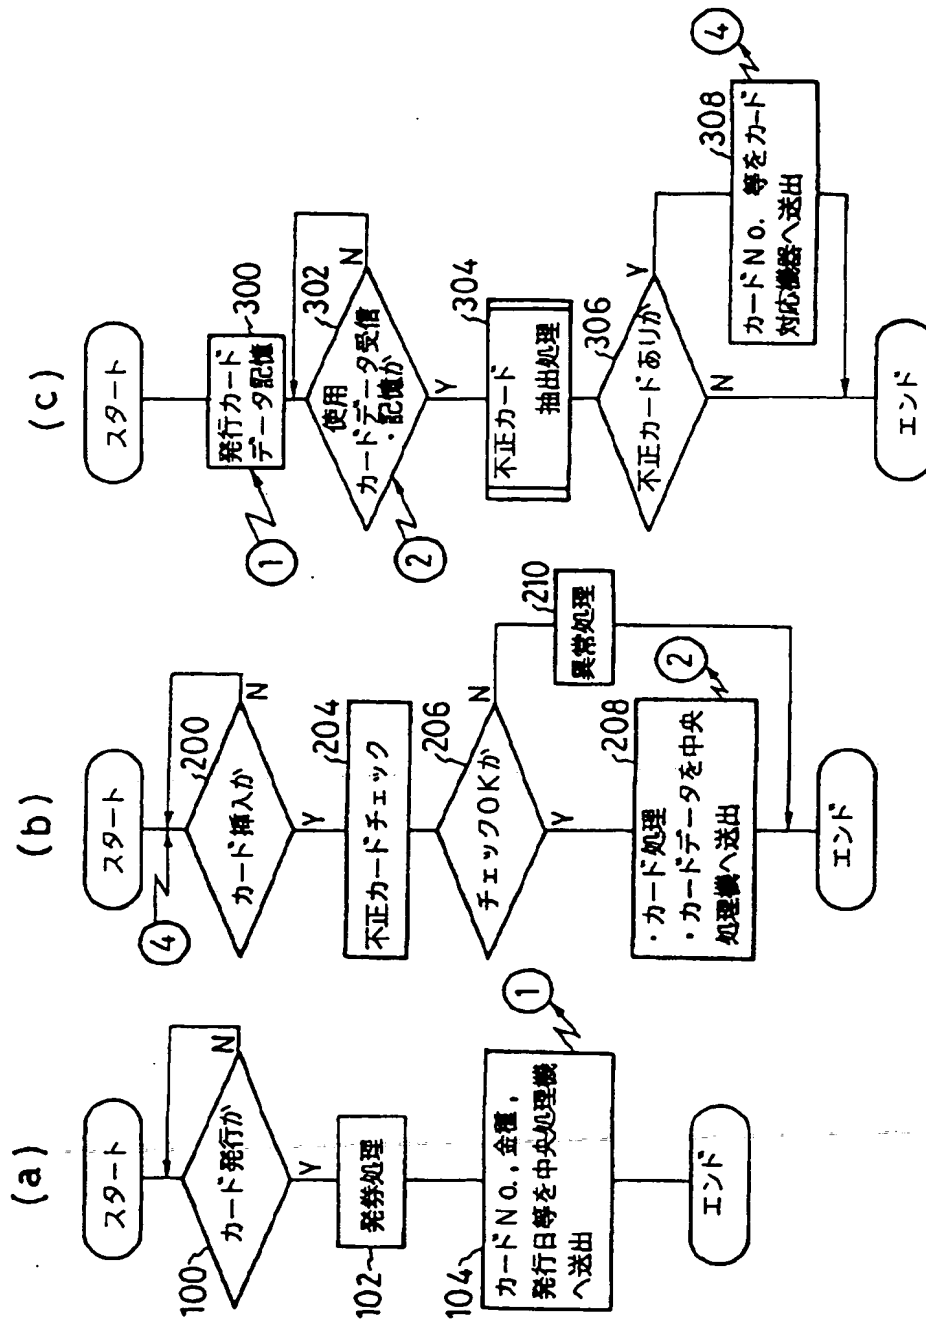 (a)
スタート
カード発行か
100
N
Y
発券処理
102
カードNo.,金種,
発行日等を中央処理機
へ送出
104
1
エンド
(b)
スタート
4
カード挿入か
200
N
Y
不正カードチェック
204
チェックOKか
206
N
Y
異常処理
210
・カード処理
・カードデータを中央
処理機へ送出
208
2
エンド
(c)
スタート
発行カード
データ記憶
300
1
使用
カードデータ受信
・記憶か
302
N
Y
2
不正カード
抽出処理
304
不正カードありか
306
Y
N
カードNo. 等をカード
対応機器へ送出
308
4
エンド